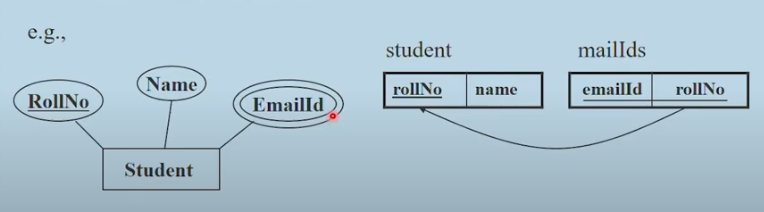 e.g.,
RollNo
Name
EmailId
Student
student
rollNo name
mailIds
emailId rollNo